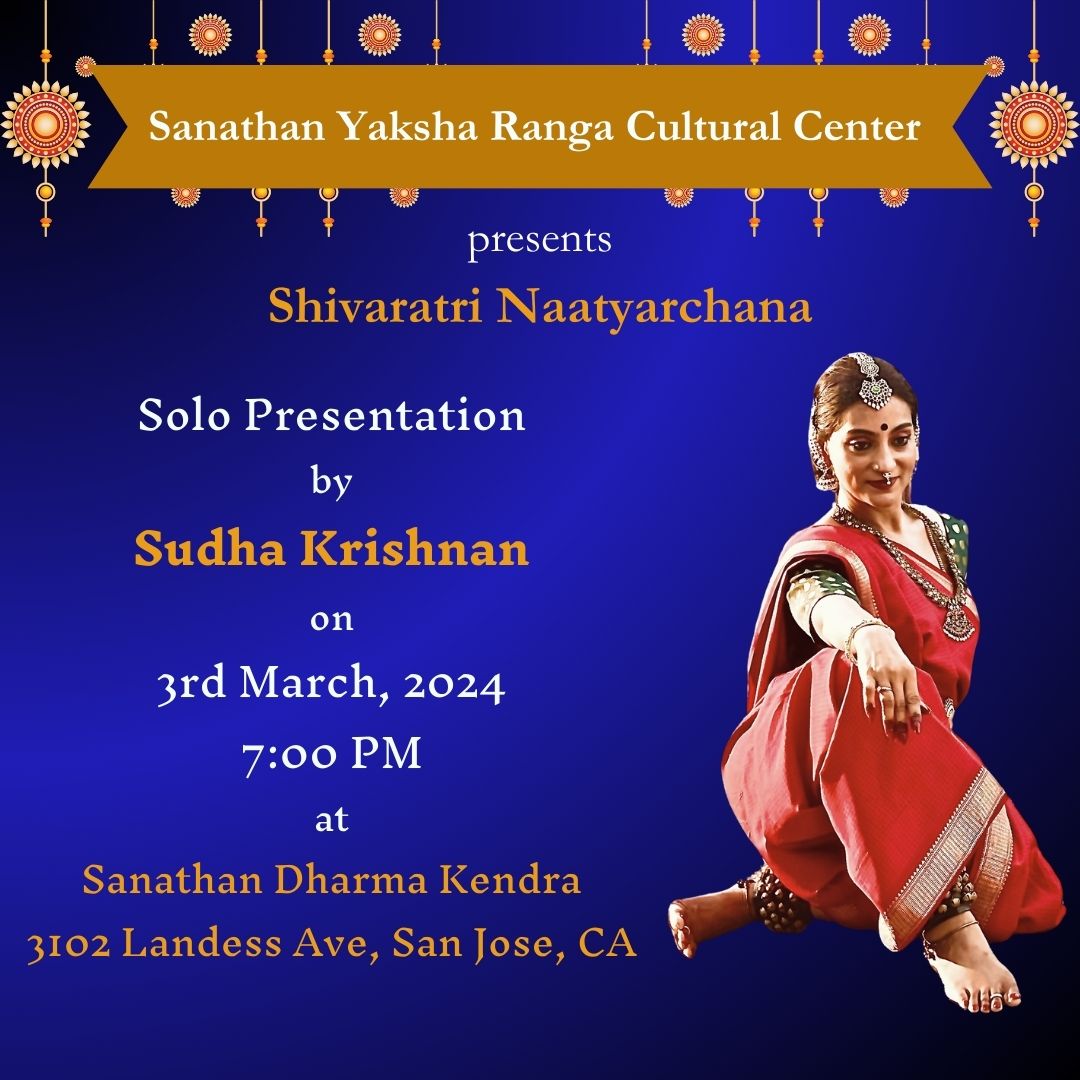 Sanathan Yaksha Ranga Cultural Center
presents
Shivaratri Naatyarchana
Solo Presentation
by
Sudha Krishnan
on
3rd March, 2024
7:00 PM
at
Sanathan Dharma Kendra
3102 Landess Ave, San Jose, CA